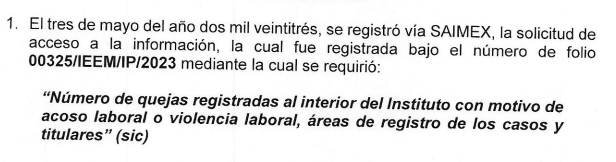 1. El tres de mayo del año dos mil veintitrés, se registró vía SAIMEX, la solicitud de
acceso a la información, la cual fue registrada bajo el número de folio
00325/IEEM/IP/2023 mediante la cual se requirió:
“Número de quejas registradas al interior del Instituto con motivo de
acoso laboral o violencia laboral, áreas de registro de los casos y
titulares” (sic)